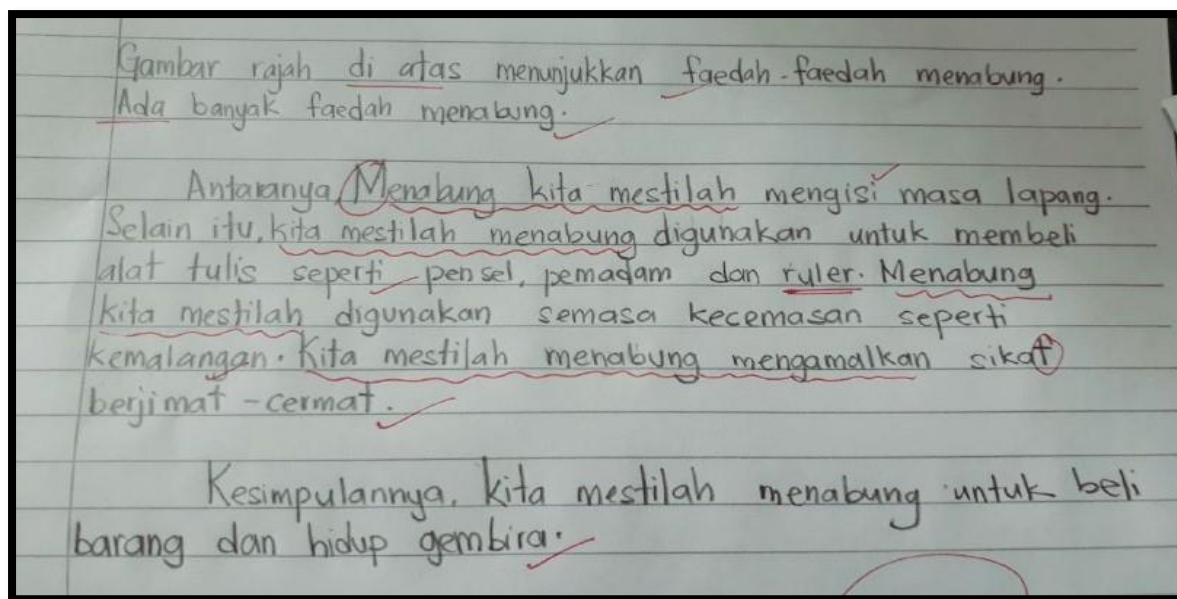 Gambar rajah di atas menunjukkan faedah-faedah menabung.
Ada banyak faedah menabung.
Antaranya, Menabung kita mestilah mengisi masa lapang.
Selain itu, kita mestilah menabung digunakan untuk membeli
alat tulis seperti pensel, pemadam dan ruler. Menabung
kita mestilah digunakan semasa kecemasan seperti
kemalangan. Kita mestilah menabung mengamalkan sikaf
berjimat-cermat.
Kesimpulannya, kita mestilah menabung untuk beli
barang dan hidup gembira.